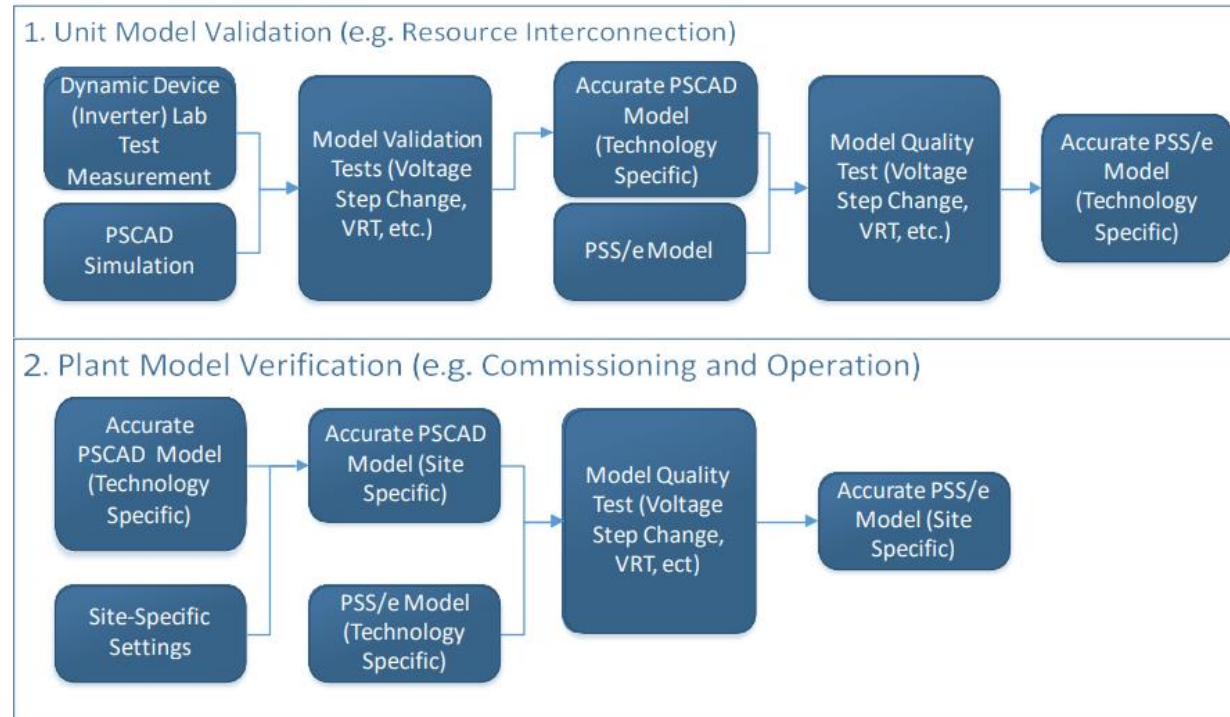 1. Unit Model Validation (e.g. Resource Interconnection)
Dynamic Device
(Inverter) Lab
Test
Measurement
PSCAD
Simulation
Model Validation
Tests (Voltage
Step Change,
VRT, etc.)
Accurate PSCAD
Model
(Technology
Specific)
PSS/e Model
Model Quality
Test (Voltage
Step Change,
VRT, etc.)
Accurate PSS/e
Model
(Technology
Specific)
2. Plant Model Verification (e.g. Commissioning and Operation)
Accurate
PSCAD Model
(Technology
Specific)
Site-Specific
Settings
Accurate PSCAD
Model (Site
Specific)
PSS/e Model
(Technology
Specific)
Model Quality
Test (Voltage
Step Change,
VRT, ect)
Accurate PSS/e
Model (Site
Specific)